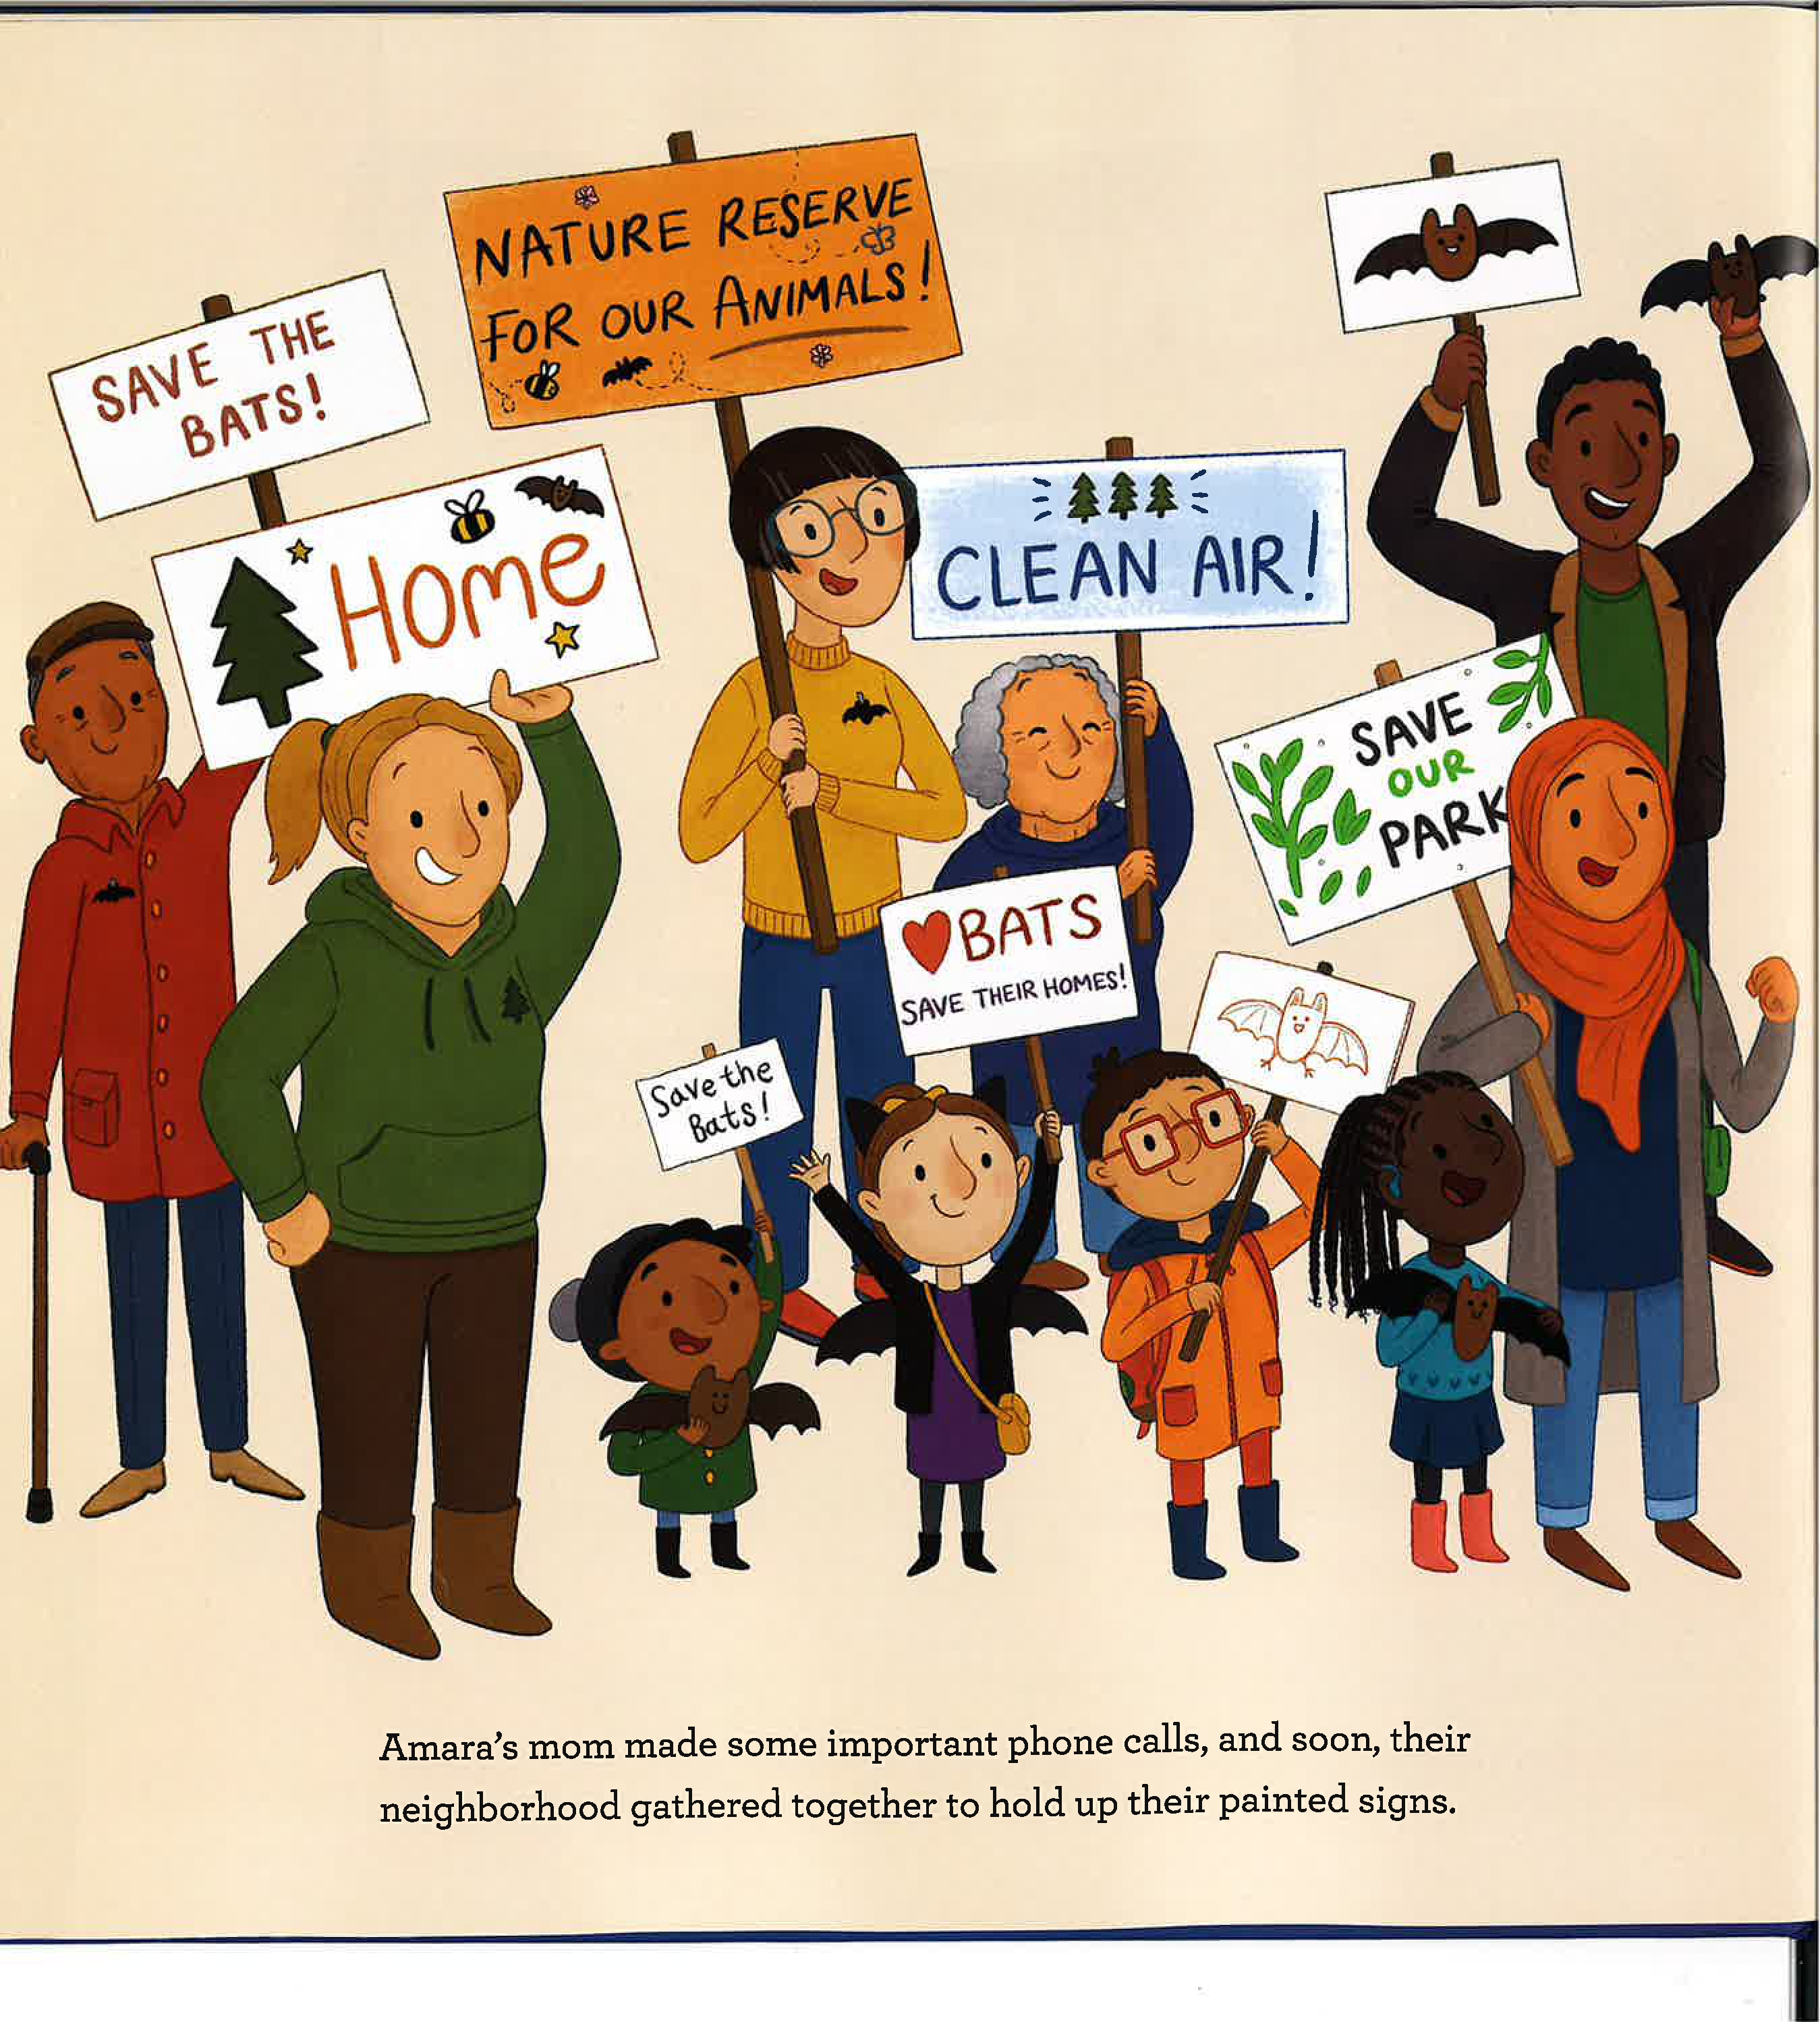 NATURE RESERVE
FOR OUR ANIMALS!
SAVE THE
BATS!
Home
CLEAN AIR!
SAVE
OUR
PARK
BATS
SAVE THEIR HOMES!
Save the
Bats!
Amara's mom made some important phone calls, and soon, their
neighborhood gathered together to hold up their painted signs.